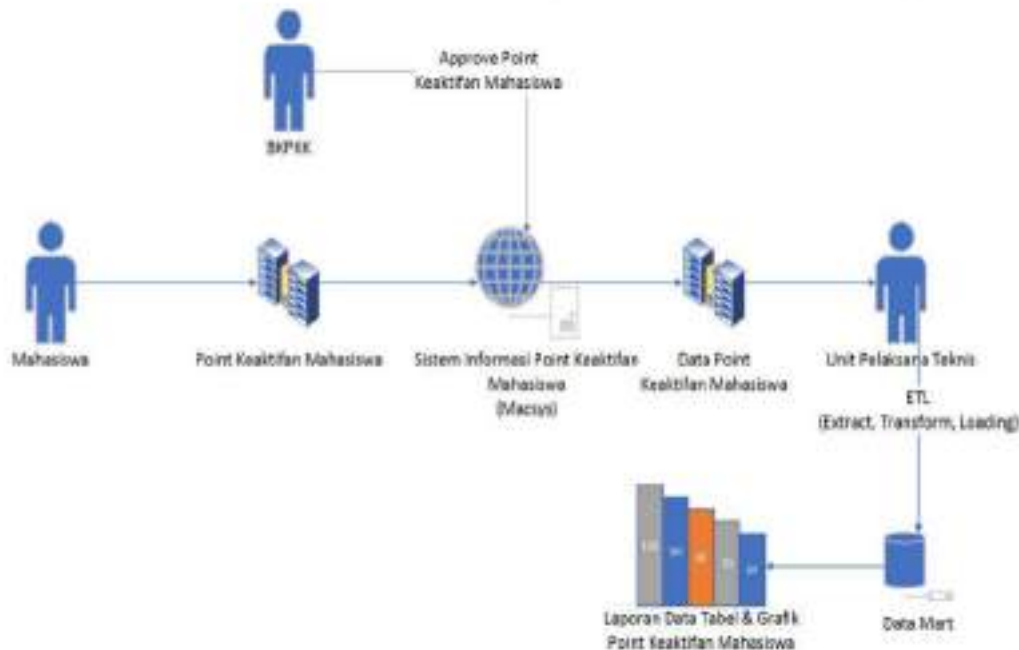 Approve Point
Keaktifan Mahasiswa
Mahasiswa
Point Keaktifan Mahasiswa
Sistem Informasi Point Keaktifan
Mahasiswa
(Macsys)
Data Point
Keaktifan Mahasiswa
Unit Pelaksana Teknis
ETL
(Extract, Transform, Loading)
Laporan Data Tabel & Grafik
Point Keaktifan Mahasiswa
Data Mart